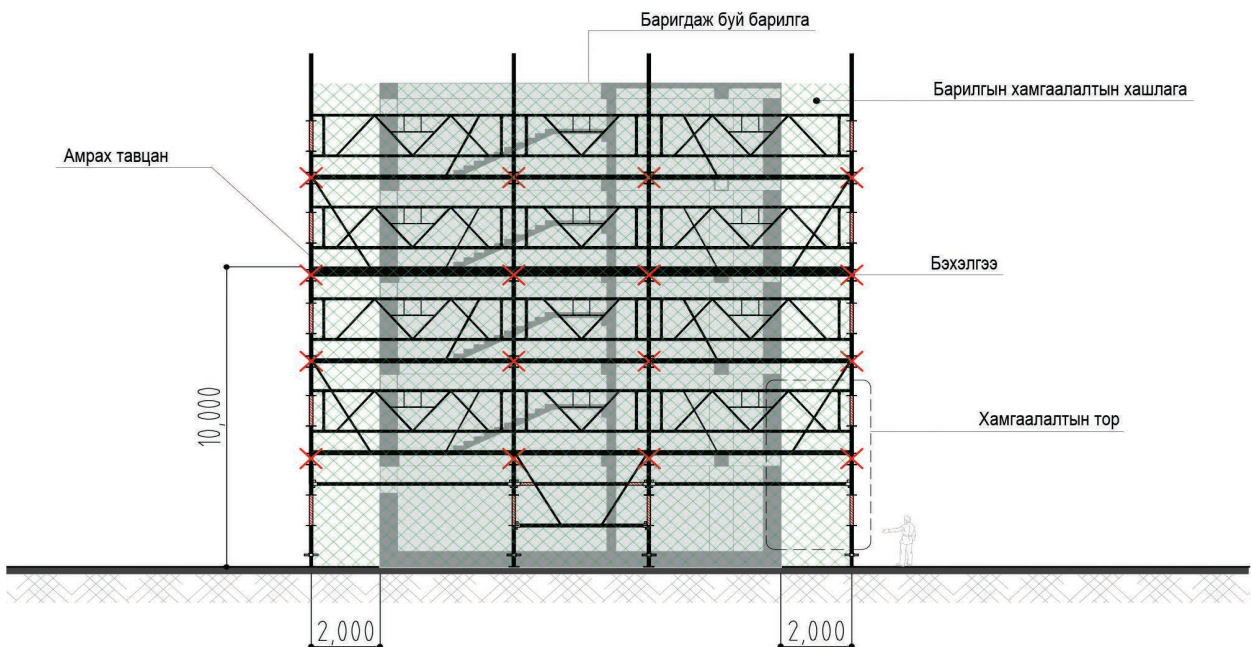 Баригдаж буй барилга
Барилгын хамгаалалтын хашлага
Амрах тавцан
Бэхэлгээ
10,000
Хамгаалалтын тор
2,000
2,000